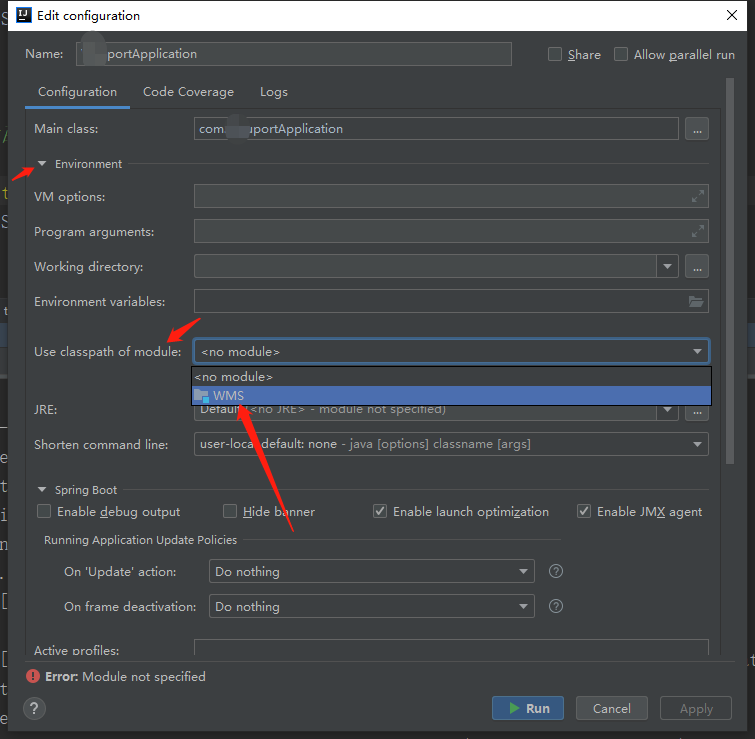 Edit configuration
Name: portApplication Share Allow parallel run
Configuration Code Coverage Logs
Main class: com. uportApplication ...
Environment
VM options:
Program arguments:
Working directory: ...
Environment variables:
Use classpath of module: <no module>
<no module>
WMS
JRE: Default (<no JRE> - module not specified) ...
Shorten command line: user-local default: none - java [options] classname [args]
Spring Boot
Enable debug output Hide banner Enable launch optimization Enable JMX agent
Running Application Update Policies
On 'Update' action: Do nothing ?
On frame deactivation: Do nothing ?
Active profiles:
Error: Module not specified
? Run Cancel Apply